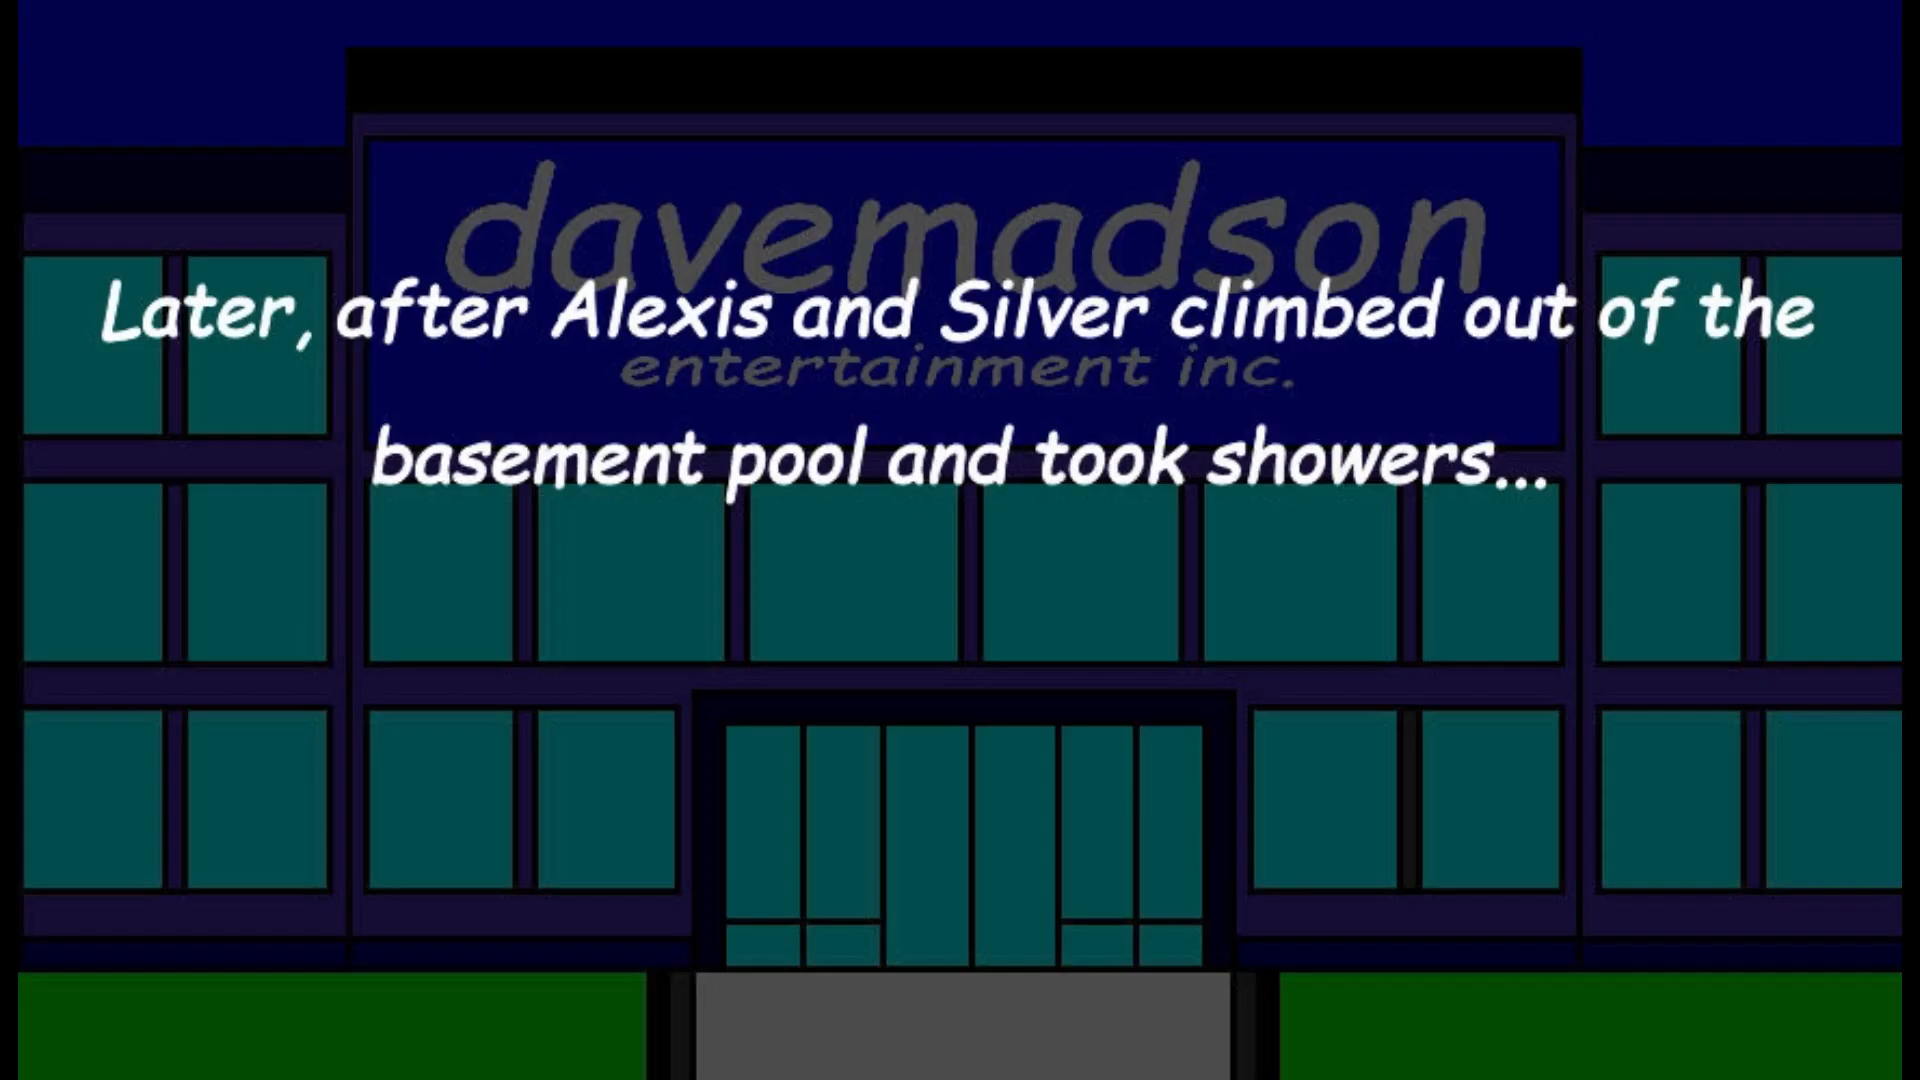 davemadson
Later, after Alexis and Silver climbed out of the
entertainment inc.
basement pool and took showers...